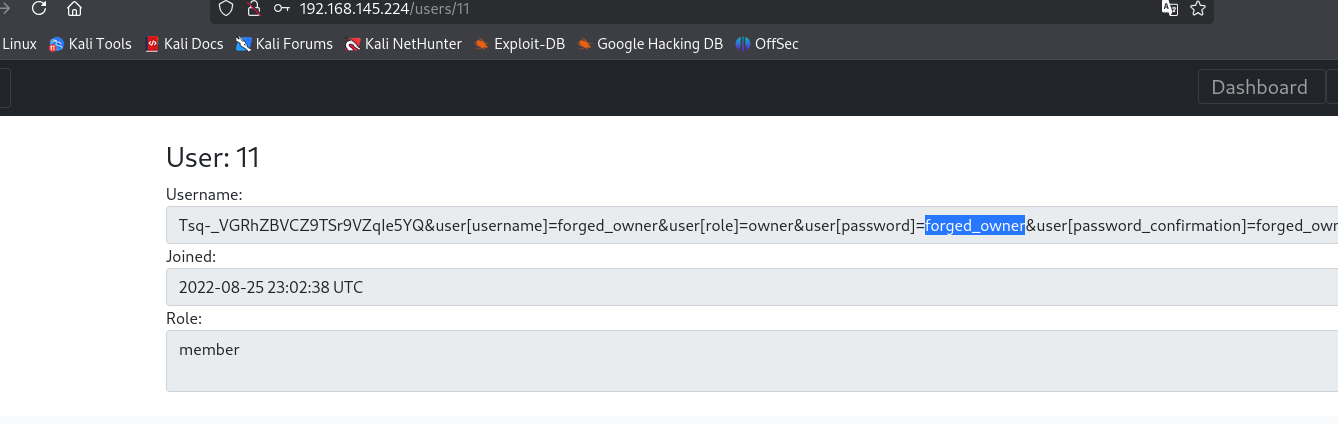 192.168.145.224/users/11
Linux Kali Tools Kali Docs Kali Forums Kali NetHunter Exploit-DB Google Hacking DB OffSec
Dashboard
User: 11
Username:
Tsq-_VGRhZBVCZ9TSr9VZqIe5YQ&user[username]=forged_owner&user[role]=owner&user[password]=forged_owner&user[password_confirmation]=forged_owr
Joined:
2022-08-25 23:02:38 UTC
Role:
member